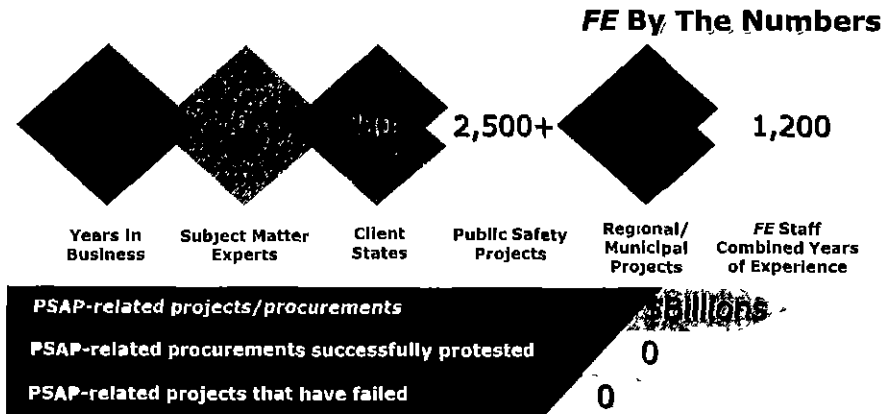 FE By The Numbers
2,500+
1,200
Years in
Business
Subject Matter
Experts
Client
States
Public Safety
Projects
Regional/
Municipal
Projects
FE Staff
Combined Years
of Experience
PSAP-related projects/procurements
$Billions
PSAP-related procurements successfully protested
0
PSAP-related projects that have failed
0